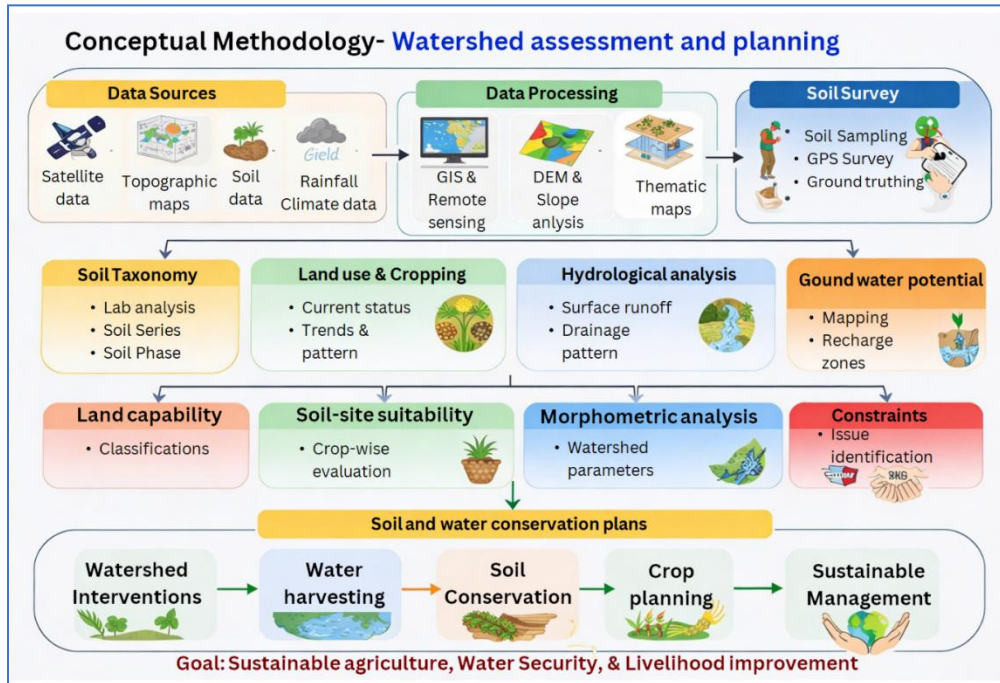 Conceptual Methodology- Watershed assessment and planning
Data Sources
Satellite
data
Topographic
maps
Soil
data
Gield
Rainfall
Climate data
Data Processing
GIS &
Remote
sensing
DEM &
Slope
anlysis
Thematic
maps
Soil Survey
• Soil Sampling
• GPS Survey
• Ground truthing
•
Soil Taxonomy
• Lab analysis
• Soil Series
• Soil Phase
Land use & Cropping
• Current status
• Trends &
pattern
Hydrological analysis
• Surface runoff
• Drainage
pattern
Gound water potential
• Mapping
• Recharge
zones
Land capability
• Classifications
Soil-site suitability
• Crop-wise
evaluation
Morphometric analysis
• Watershed
parameters
Constraints
• Issue
identification
Soil and water conservation plans
Watershed
Interventions
Water
harvesting
Soil
Conservation
Crop
planning
Sustainable
Management
Goal: Sustainable agriculture, Water Security, & Livelihood improvement